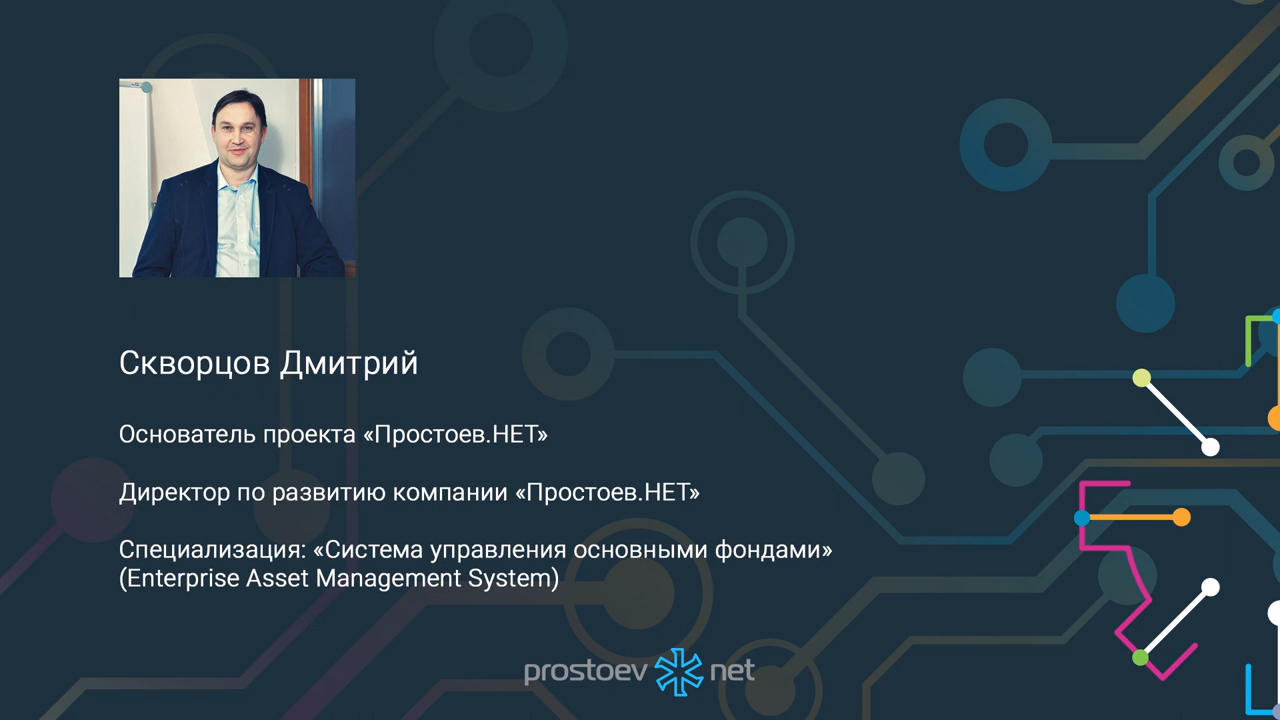 Скворцов Дмитрий
Основатель проекта «Простоев.НЕТ»
Директор по развитию компании «Простоев.НЕТ»
Специализация: «Система управления основными фондами»
(Enterprise Asset Management System)
prostoev net